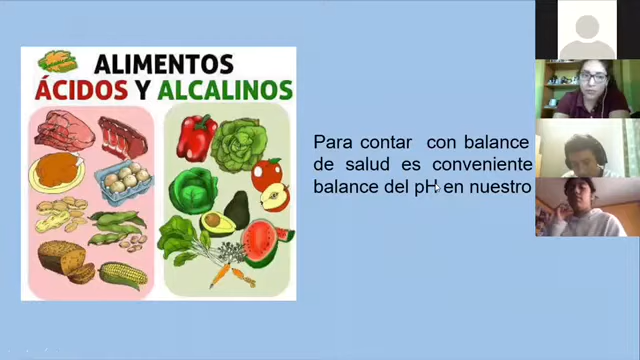 ALIMENTOS
ÁCIDOS Y ALCALINOS
Para contar con balance
de salud es conveniente
balance del pH en nuestro